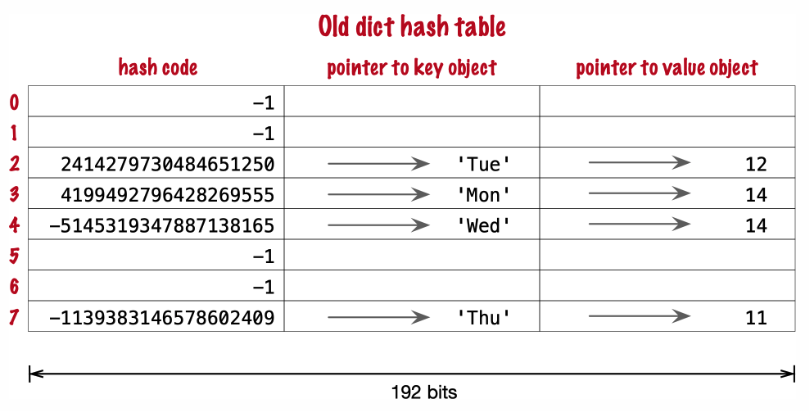 Old dict hash table
hash code pointer to key object pointer to value object
0 -1
1 -1
2 2414279730484651250 'Tue' 12
3 4199492796428269555 'Mon' 14
4 -5145319347887138165 'Wed' 14
5 -1
6 -1
7 -1139383146578602409 'Thu' 11
192 bits